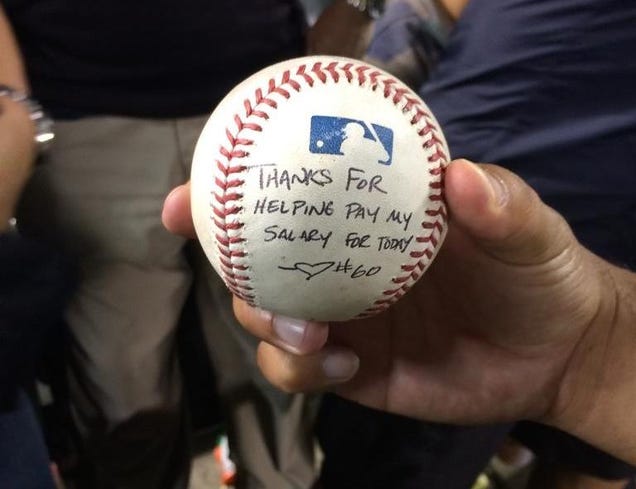 THANKS FOR
HELPING PAY MY
SALARY FOR TODAY
#60